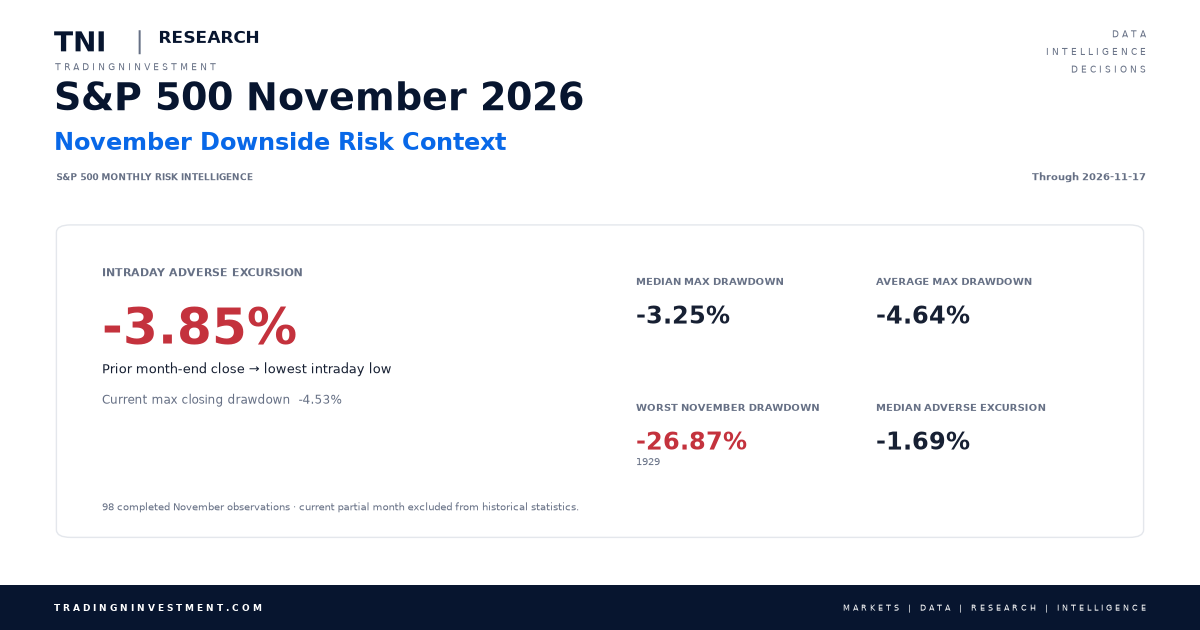 TNI | RESEARCH
TRADINGNINVESTMENT
DATA
INTELLIGENCE
DECISIONS
S&P 500 November 2026
November Downside Risk Context
S&P 500 MONTHLY RISK INTELLIGENCE
Through 2026-11-17
INTRADAY ADVERSE EXCURSION
-3.85%
Prior month-end close → lowest intraday low
Current max closing drawdown -4.53%
MEDIAN MAX DRAWDOWN
-3.25%
AVERAGE MAX DRAWDOWN
-4.64%
WORST NOVEMBER DRAWDOWN
-26.87%
1929
MEDIAN ADVERSE EXCURSION
-1.69%
98 completed November observations · current partial month excluded from historical statistics.
TRADINGNINVESTMENT.COM
MARKETS | DATA | RESEARCH | INTELLIGENCE